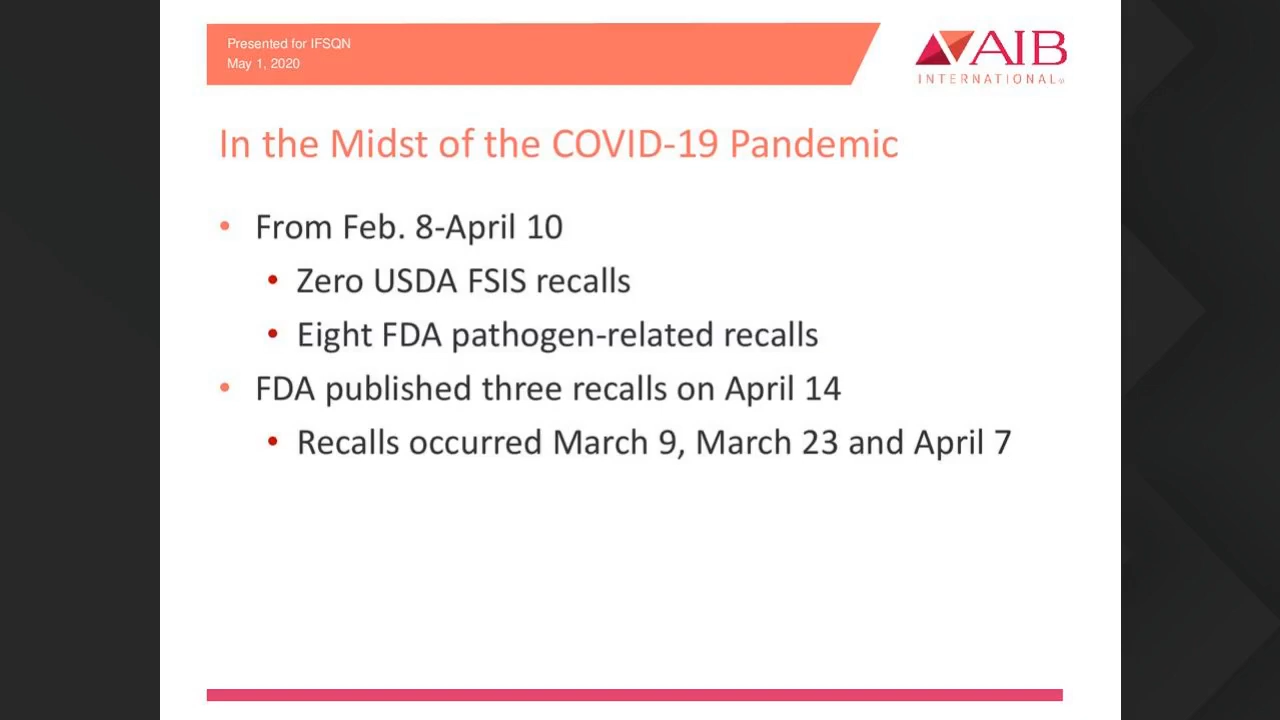 Presented for IFSQN
May 1, 2020
AIB
INTERNATIONAL®
In the Midst of the COVID-19 Pandemic
• From Feb. 8-April 10
• Zero USDA FSIS recalls
• Eight FDA pathogen-related recalls
• FDA published three recalls on April 14
• Recalls occurred March 9, March 23 and April 7